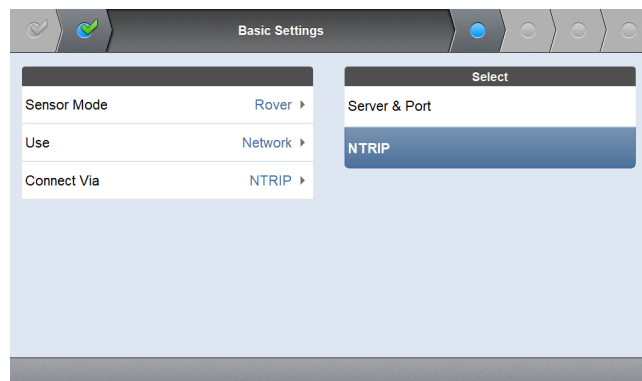 Basic Settings
Select
Sensor Mode Rover
Server & Port
Use Network
NTRIP
Connect Via NTRIP